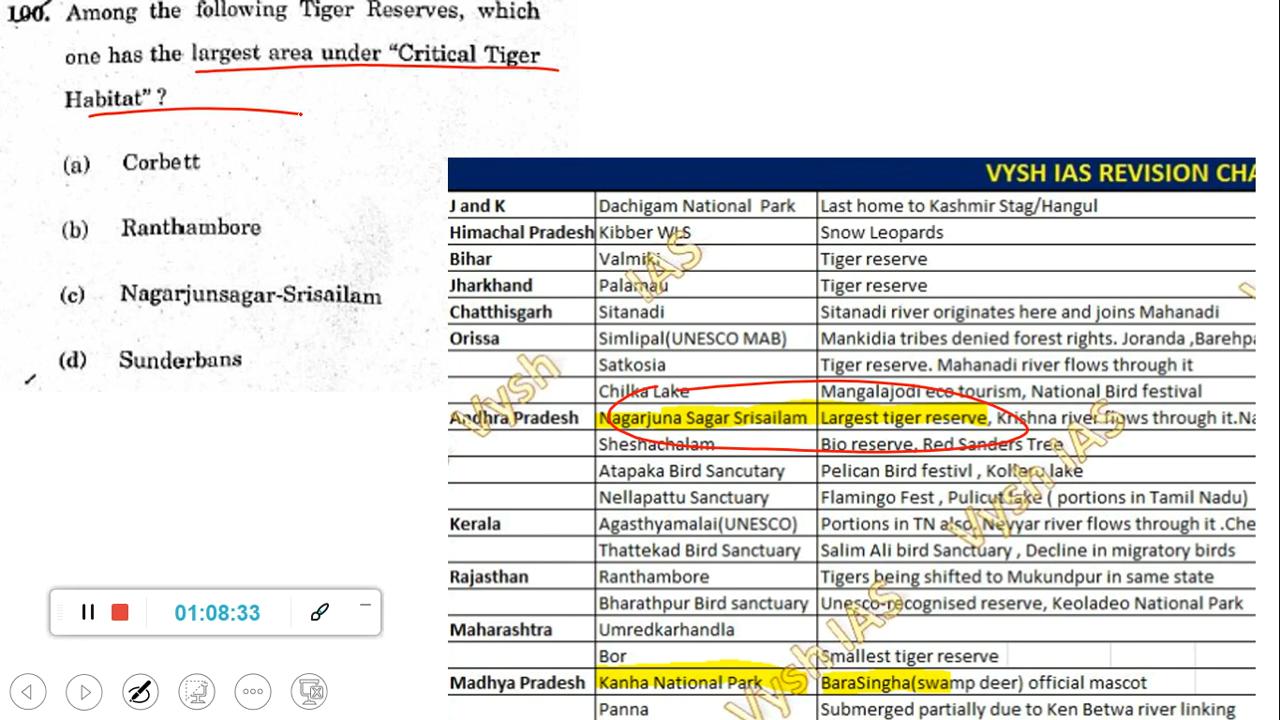 100. Among the following Tiger Reserves, which
one has the largest area under "Critical Tiger
Habitat" ?
(a) Corbett
(b) Ranthambore
(c) Nagarjunsagar-Srisailam
(d) Sunderbans
VYSH IAS REVISION CHA
J and K Dachigam National Park Last home to Kashmir Stag/Hangul
Himachal Pradesh Kibber WLS Snow Leopards
Bihar Valmiki Tiger reserve
Jharkhand Palamau Tiger reserve
Chatthisgarh Sitanadi Sitanadi river originates here and joins Mahanadi
Orissa Simlipal(UNESCO MAB) Mankidia tribes denied forest rights. Joranda ,Barehpa
Satkosia Tiger reserve. Mahanadi river flows through it
Chilka Lake Mangalajodi eco tourism, National Bird festival
Andhra Pradesh Nagarjuna Sagar Srisailam Largest tiger reserve, Krishna river flows through it.Na
Sheshachalam Bio reserve, Red Sanders Tree
Atapaka Bird Sancutary Pelican Bird festivl , Kolleru lake
Nellapattu Sanctuary Flamingo Fest , Pulicut lake ( portions in Tamil Nadu)
Kerala Agasthyamalai(UNESCO) Portions in TN also, Neyyar river flows through it .Che
Thattekad Bird Sanctuary Salim Ali bird Sanctuary , Decline in migratory birds
Rajasthan Ranthambore Tigers being shifted to Mukundpur in same state
Bharathpur Bird sanctuary Unesco-recognised reserve, Keoladeo National Park
Maharashtra Umredkarhandla
Bor Smallest tiger reserve
Madhya Pradesh Kanha National Park BaraSingha(swamp deer) official mascot
Panna Submerged partially due to Ken Betwa river linking
IAS
Vysh
Vysh IAS
Vysh IAS
01:08:33